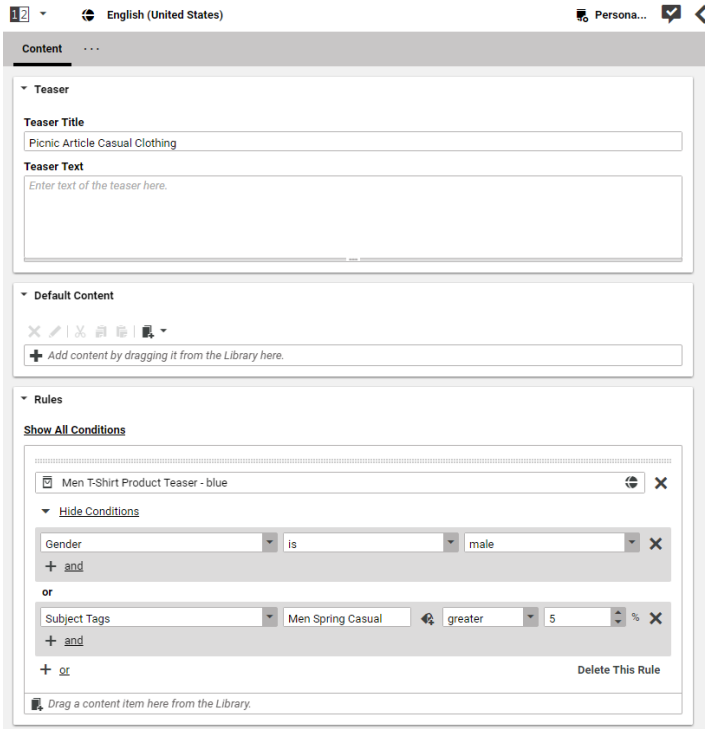 12 English (United States) Persona...
Content ...
Teaser
Teaser Title
Picnic Article Casual Clothing
Teaser Text
Enter text of the teaser here.
Default Content
Add content by dragging it from the Library here.
Rules
Show All Conditions
Men T-Shirt Product Teaser - blue
Hide Conditions
Gender is male
and
or
Subject Tags Men Spring Casual greater 5 %
and
or Delete This Rule
Drag a content item here from the Library.